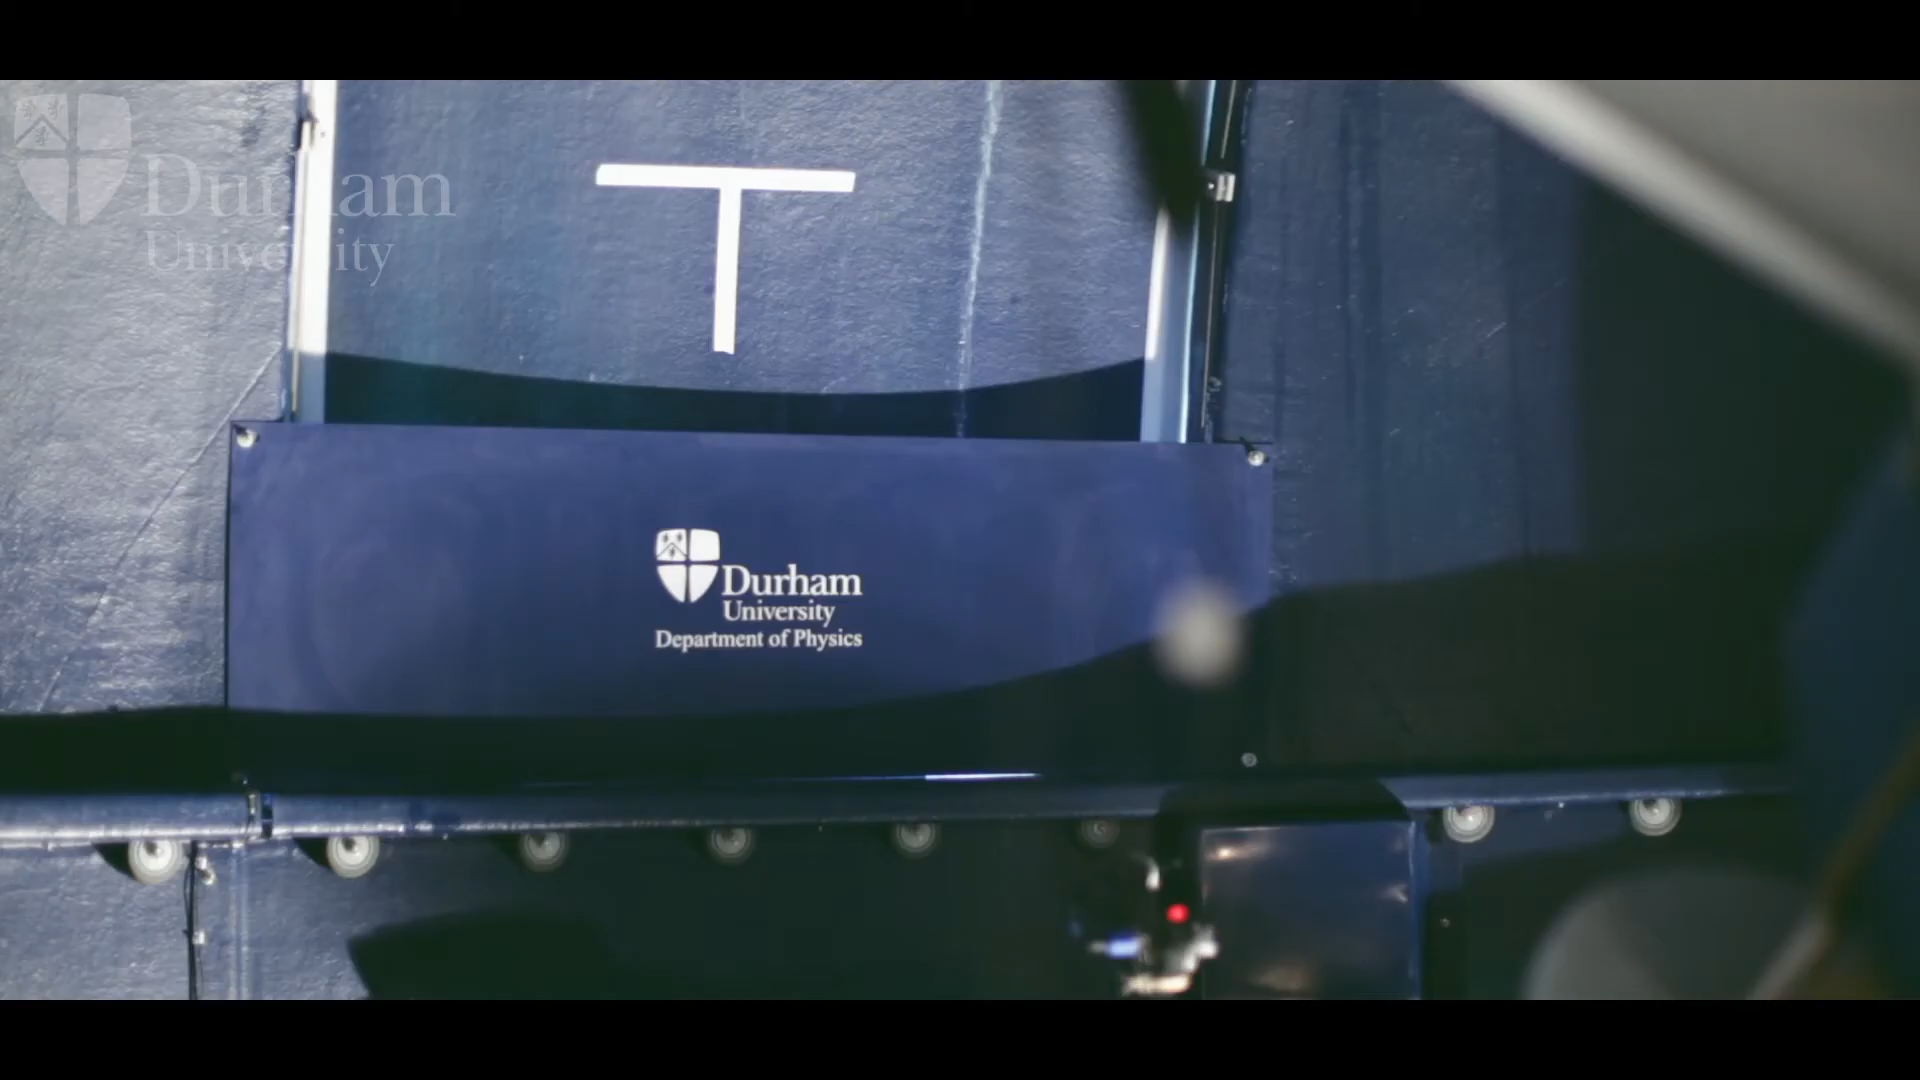 Durham
University
T
Durham
University
Department of Physics